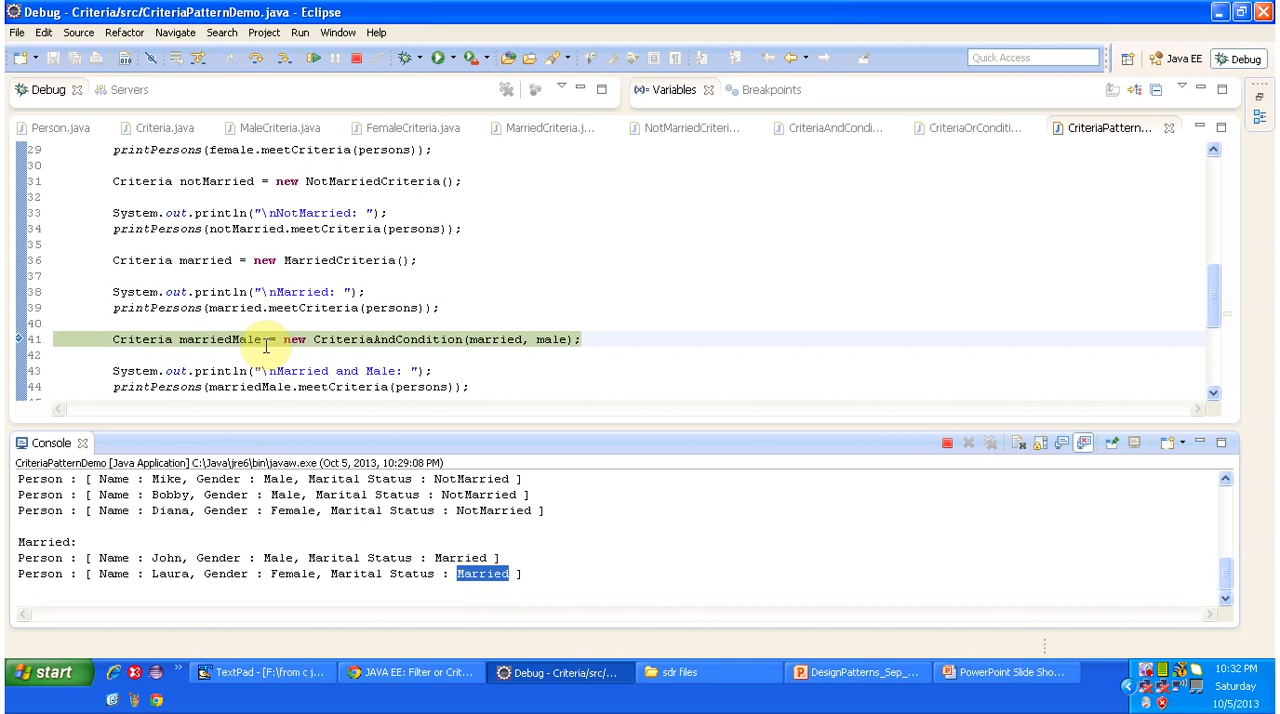 Debug - Criteria/src/CriteriaPatternDemo.java - Eclipse
File Edit Source Refactor Navigate Search Project Run Window Help
Quick Access
Java EE
Debug
Debug
Servers
(x)= Variables
Breakpoints
Person.java
Criteria.java
MaleCriteria.java
FemaleCriteria.java
MarriedCriteria.j...
NotMarriedCriteri...
CriteriaAndCondi...
CriteriaOrConditi...
CriteriaPattern...
29 printPersons(female.meetCriteria(persons));
30
31 Criteria notMarried = new NotMarriedCriteria();
32
33 System.out.println("\nNotMarried: ");
34 printPersons(notMarried.meetCriteria(persons));
35
36 Criteria married = new MarriedCriteria();
37
38 System.out.println("\nMarried: ");
39 printPersons(married.meetCriteria(persons));
40
41 Criteria marriedMale = new CriteriaAndCondition(married, male);
42
43 System.out.println("\nMarried and Male: ");
44 printPersons(marriedMale.meetCriteria(persons));
Console
CriteriaPatternDemo [Java Application] C:\Java\jre6\bin\javaw.exe (Oct 5, 2013, 10:29:08 PM)
Person : [ Name : Mike, Gender : Male, Marital Status : NotMarried ]
Person : [ Name : Bobby, Gender : Male, Marital Status : NotMarried ]
Person : [ Name : Diana, Gender : Female, Marital Status : NotMarried ]
Married:
Person : [ Name : John, Gender : Male, Marital Status : Married ]
Person : [ Name : Laura, Gender : Female, Marital Status : Married ]
start
TextPad - [F:\from c j...
JAVA EE: Filter or Crit...
Debug - Criteria/src/...
sdr files
DesignPatterns_Sep_...
PowerPoint Slide Sho...
10:32 PM
Saturday
10/5/2013